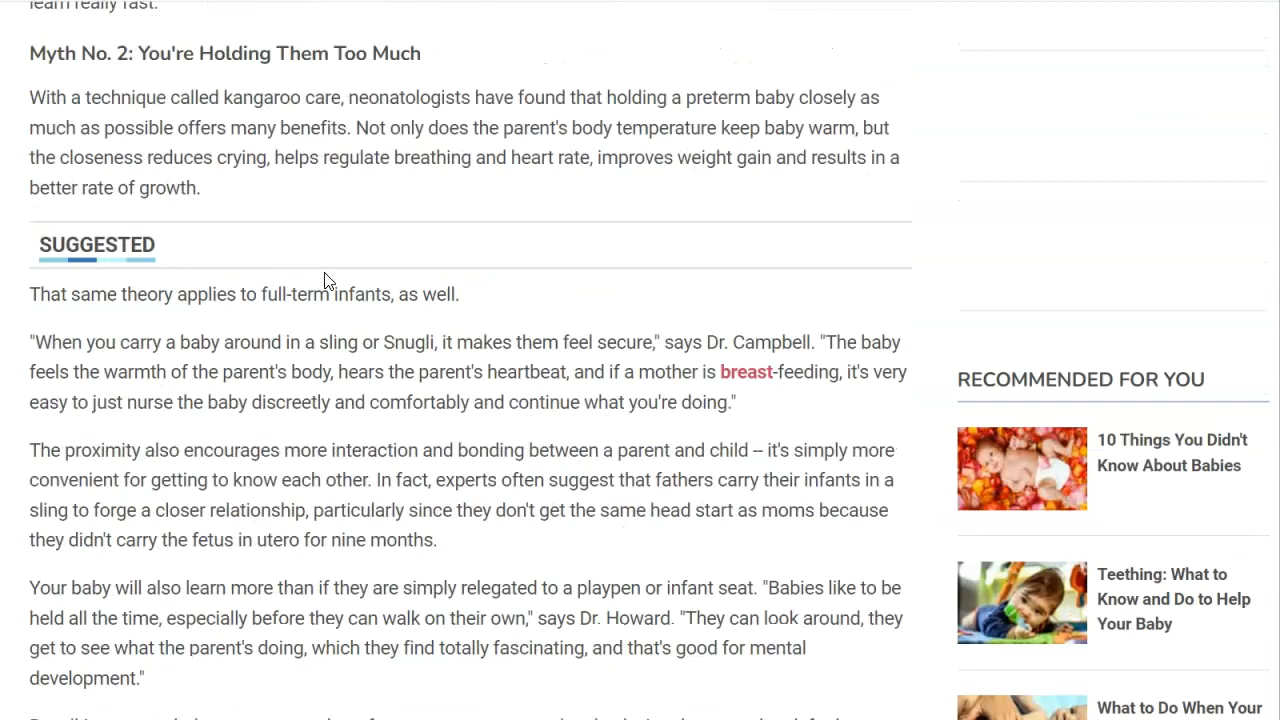 learn really fast.
Myth No. 2: You're Holding Them Too Much
With a technique called kangaroo care, neonatologists have found that holding a preterm baby closely as
much as possible offers many benefits. Not only does the parent's body temperature keep baby warm, but
the closeness reduces crying, helps regulate breathing and heart rate, improves weight gain and results in a
better rate of growth.
SUGGESTED
That same theory applies to full-term infants, as well.
"When you carry a baby around in a sling or Snugli, it makes them feel secure," says Dr. Campbell. "The baby
feels the warmth of the parent's body, hears the parent's heartbeat, and if a mother is breast-feeding, it's very
easy to just nurse the baby discreetly and comfortably and continue what you're doing."
The proximity also encourages more interaction and bonding between a parent and child -- it's simply more
convenient for getting to know each other. In fact, experts often suggest that fathers carry their infants in a
sling to forge a closer relationship, particularly since they don't get the same head start as moms because
they didn't carry the fetus in utero for nine months.
Your baby will also learn more than if they are simply relegated to a playpen or infant seat. "Babies like to be
held all the time, especially before they can walk on their own," says Dr. Howard. "They can look around, they
get to see what the parent's doing, which they find totally fascinating, and that's good for mental
development."
RECOMMENDED FOR YOU
10 Things You Didn't
Know About Babies
Teething: What to
Know and Do to Help
Your Baby
What to Do When Your